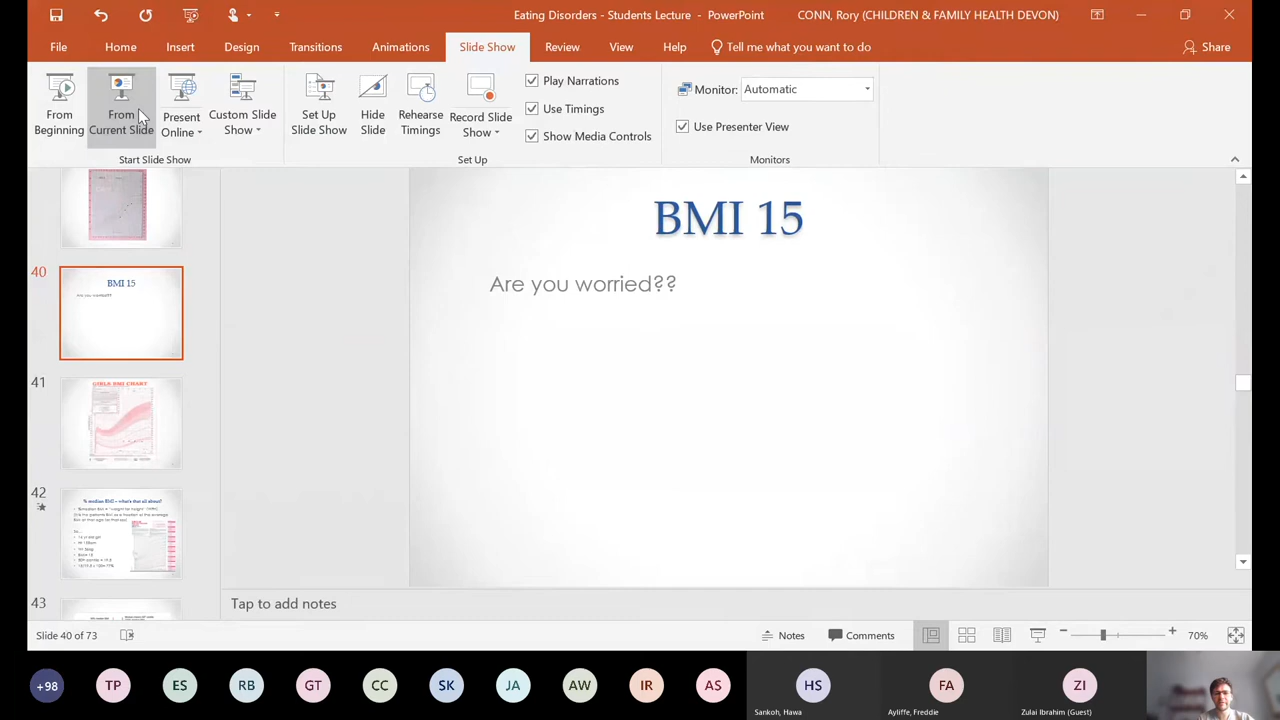 Eating Disorders - Students Lecture - PowerPoint
CONN, Rory (CHILDREN & FAMILY HEALTH DEVON)
File
Home
Insert
Design
Transitions
Animations
Slide Show
Review
View
Help
Tell me what you want to do
Share
From
Beginning
From
Current Slide
Present
Online
Custom Slide
Show
Set Up
Slide Show
Hide
Slide
Rehearse
Timings
Record Slide
Show
Play Narrations
Use Timings
Show Media Controls
Monitor:
Automatic
Use Presenter View
Start Slide Show
Set Up
Monitors
40
BMI 15
Are you worried??
41
GIRLS BMI CHART
42
% median BMI – what's that all about?
43
BMI 15
Are you worried??
Tap to add notes
Slide 40 of 73
Notes
Comments
70%
+98
TP
ES
RB
GT
CC
SK
JA
AW
IR
AS
HS
Sankoh, Hawa
FA
Ayliffe, Freddie
ZI
Zulai Ibrahim (Guest)